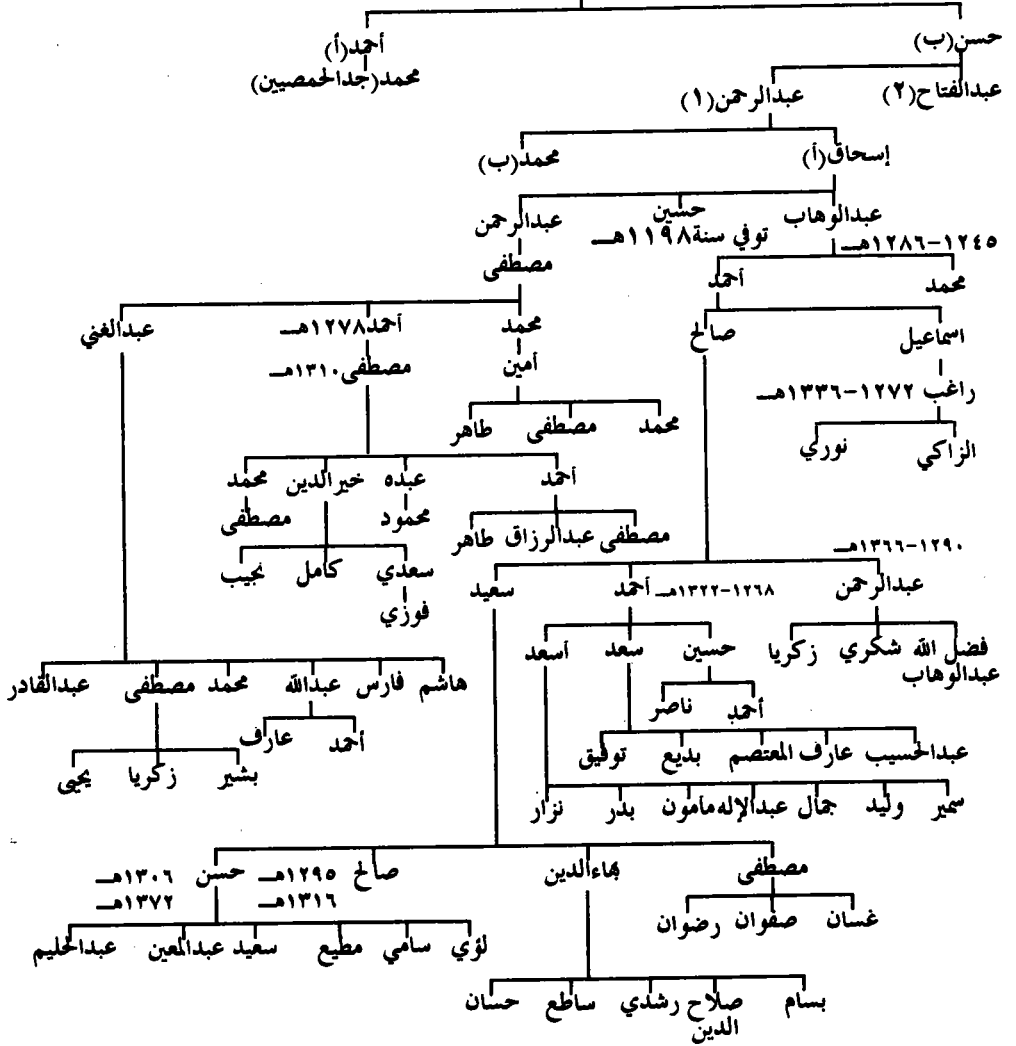 حسن(ب) أحمد(أ)
محمد(جدالحمصيين)
عبدالفتاح(٢) عبدالرحمن(١)
إسحاق(أ) محمد(ب)
عبدالوهاب حسين عبدالرحمن
١٢٤٥-١٢٨٦هـ توفي سنة١١٩٨هـ
مصطفى
محمد أحمد
محمد أحمد١٢٧٨هـ عبدالغني
اسماعيل صالح
أمين مصطفى١٣١٠هـ
راغب ١٢٧٢-١٣٣٦هـ
محمد مصطفى طاهر
الزاكي نوري
أحمد عبده خيرالدين محمد
محمود مصطفى
مصطفى عبدالرزاق طاهر
١٢٩٠-١٣٦٦هـ
سعدي كامل نجيب
عبدالرحمن ١٢٦٨-١٣٢٢هـ أحمد سعيد
فوزي
فضل الله شكري زكريا حسين سعد أسعد
عبدالوهاب
هاشم فارس عبدالله محمد مصطفى عبدالقادر
أحمد ناصر
أحمد عارف
عبدالحسيب عارف المعتصم بديع توفيق
بشير زكريا يحيى
سمير وليد جمال عبدالإله مامون بدر نزار
مصطفى بهاءالدين صالح ١٢٩٥هـ حسن ١٣٠٦هـ
١٣١٦هـ ١٣٧٢هـ
غسان صفوان رضوان
لؤي سامي مطيع سعيد عبدالمعين عبدالحليم
بسام صلاح رشدي ساطع حسان
الدين